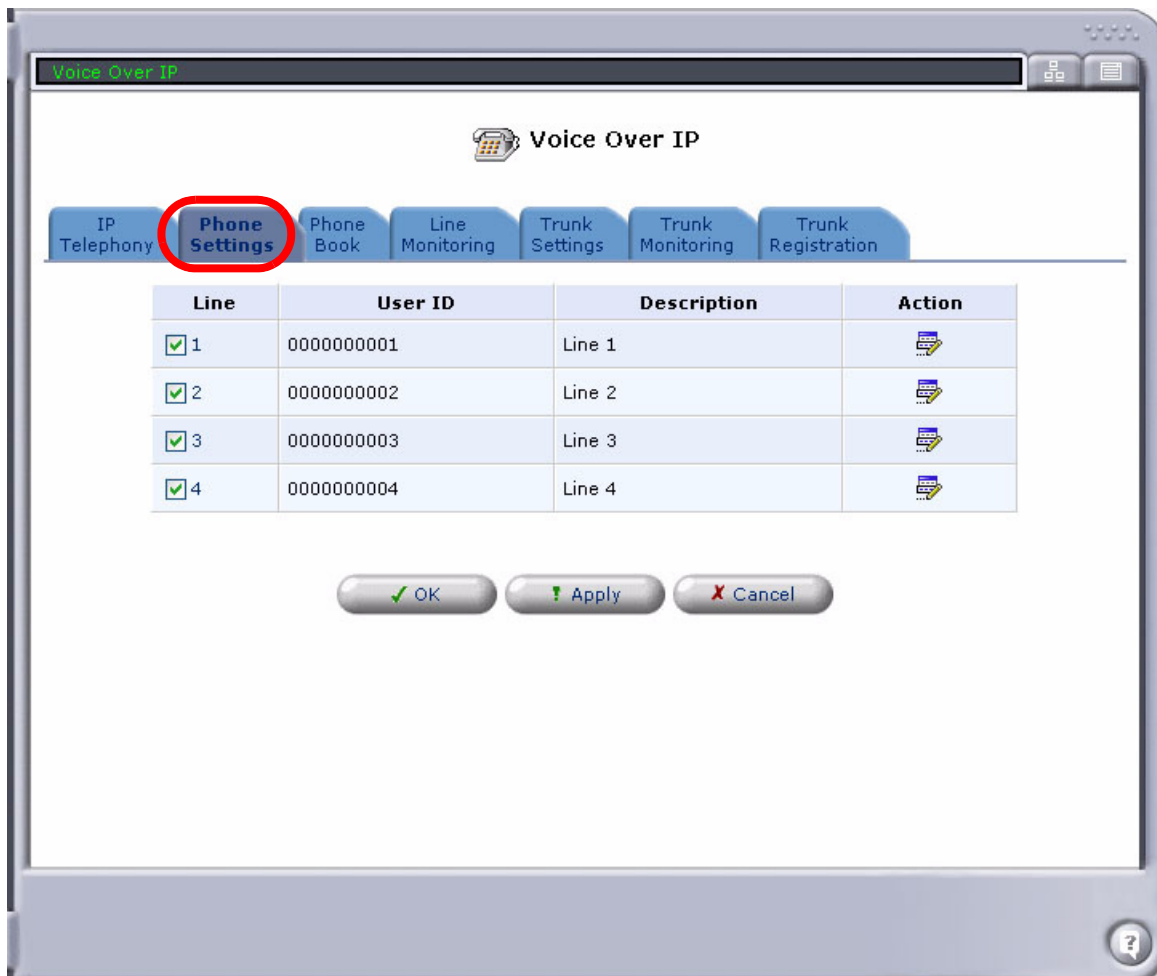 Voice Over IP
Voice Over IP
IP Telephony
Phone Settings
Phone Book
Line Monitoring
Trunk Settings
Trunk Monitoring
Trunk Registration
Line User ID Description Action
1 0000000001 Line 1
2 0000000002 Line 2
3 0000000003 Line 3
4 0000000004 Line 4
OK Apply Cancel
?